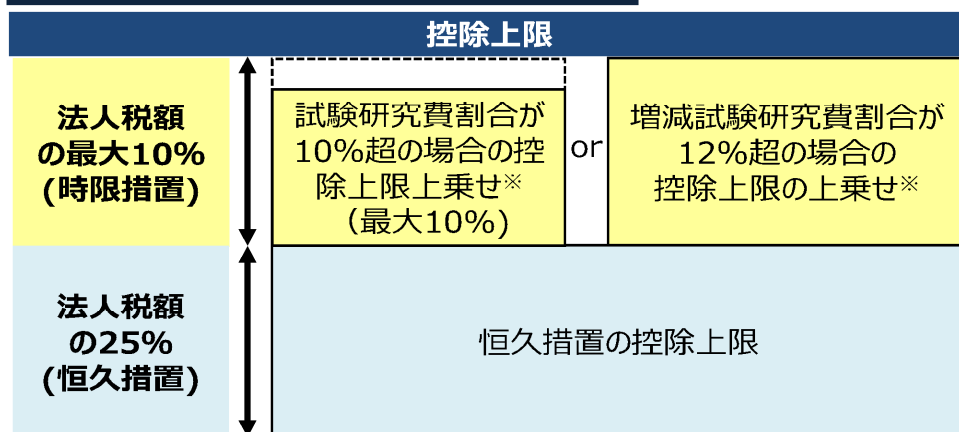 控除上限
法人税額
の最大10%
(時限措置)
試験研究費割合が
10%超の場合の控
除上限上乗せ※
（最大10%）
or
増減試験研究費割合が
12%超の場合の
控除上限の上乗せ※
法人税額
の25%
(恒久措置)
恒久措置の控除上限